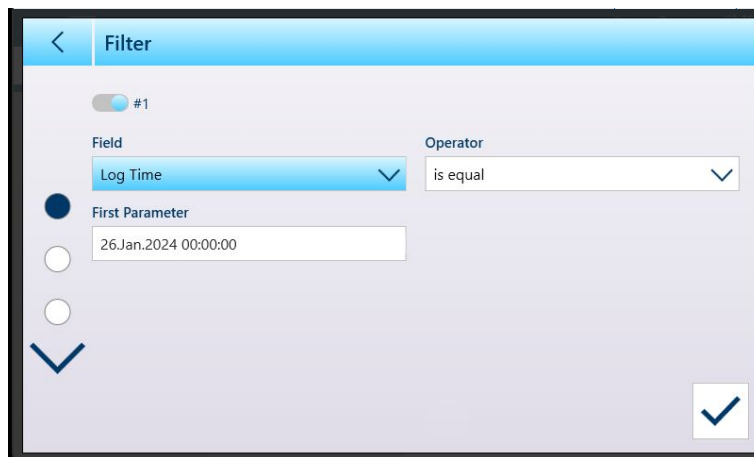 Filter
#1
Field
Operator
Log Time
is equal
First Parameter
26.Jan.2024 00:00:00